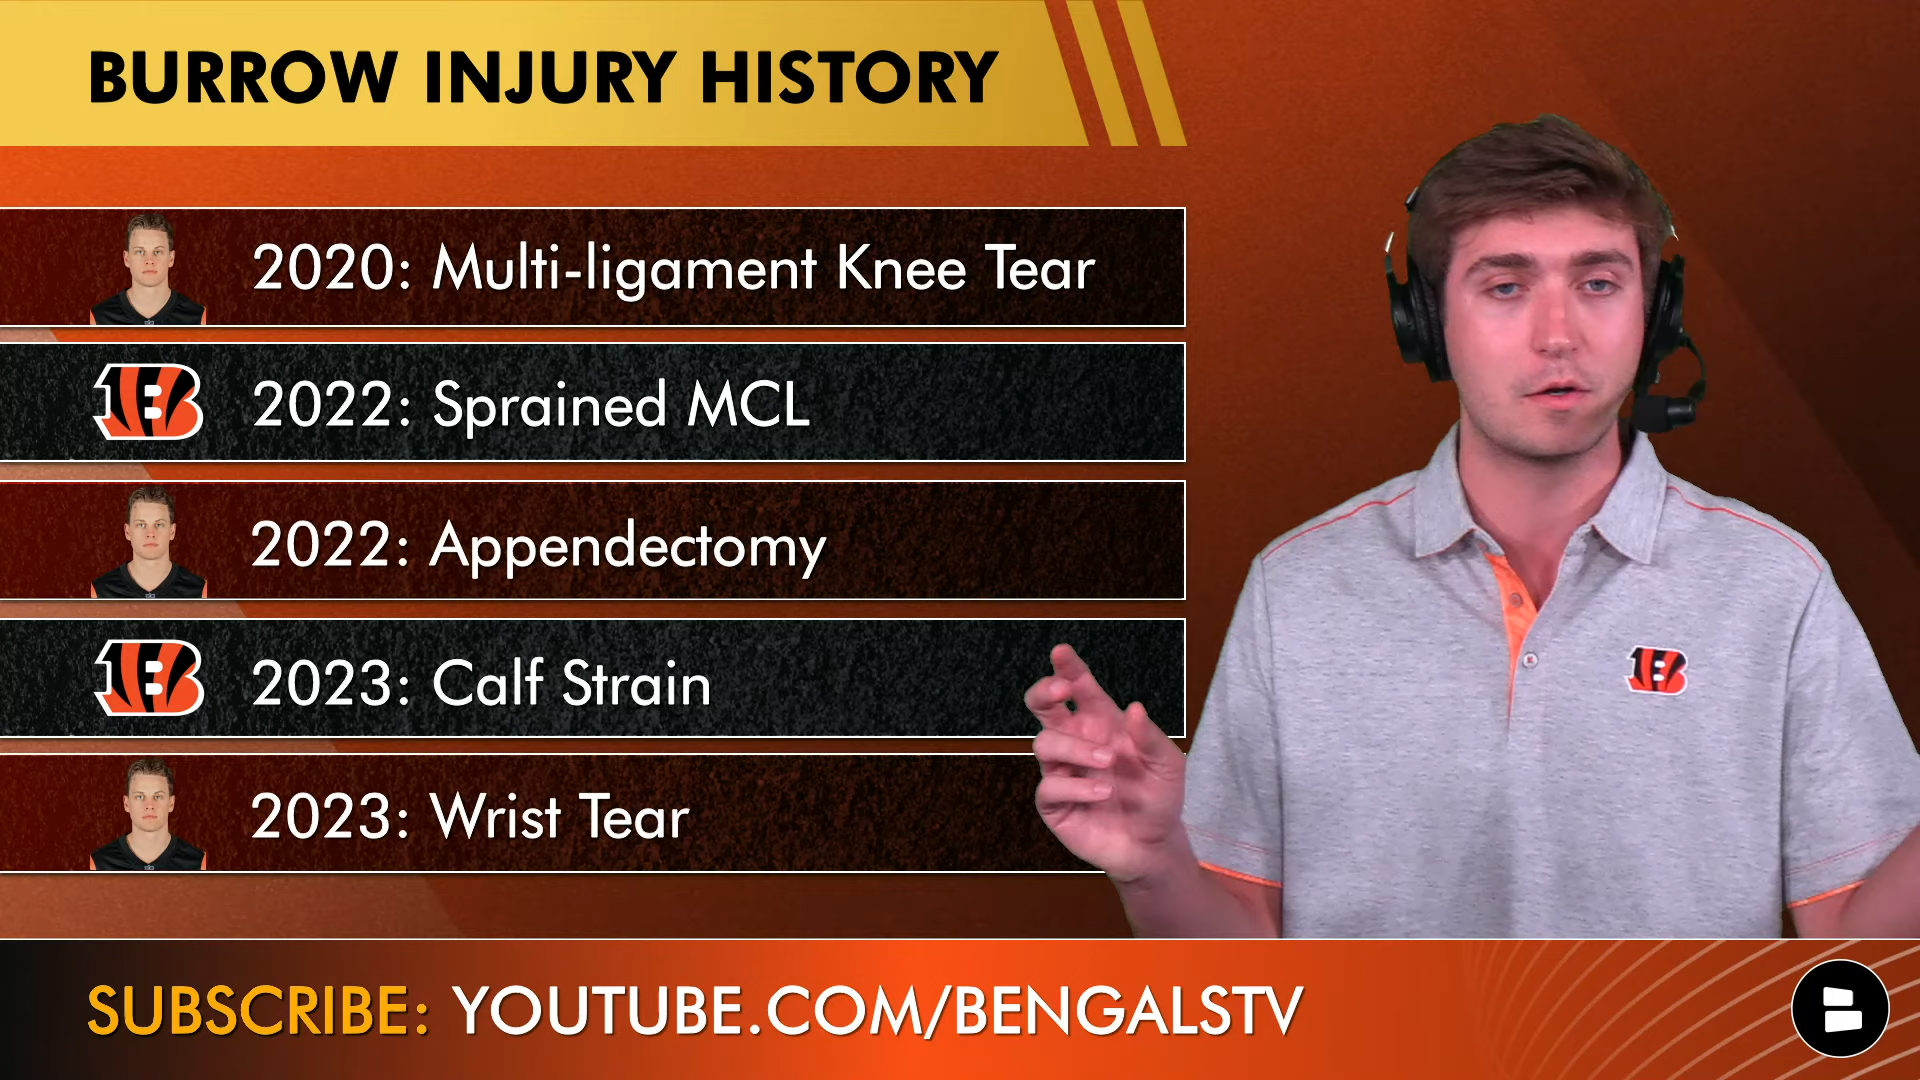 BURROW INJURY HISTORY
2020: Multi-ligament Knee Tear
2022: Sprained MCL
2022: Appendectomy
2023: Calf Strain
2023: Wrist Tear
SUBSCRIBE: YOUTUBE.COM/BENGALSTV